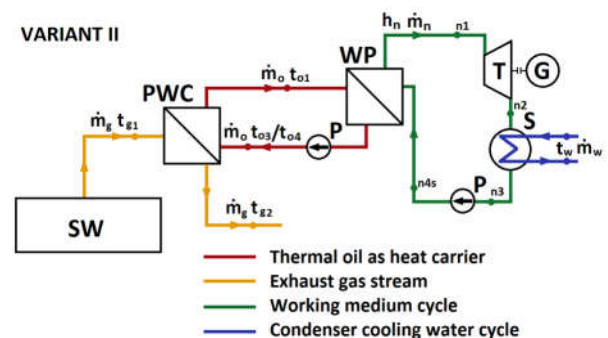 VARIANT II
PWC
ṁg tg1
SW
ṁg tg2
ṁo to1
ṁo to3/to4
P
WP
hn ṁn
n1
T
G
n2
S
tw ṁw
n4s
P
n3
Thermal oil as heat carrier
Exhaust gas stream
Working medium cycle
Condenser cooling water cycle